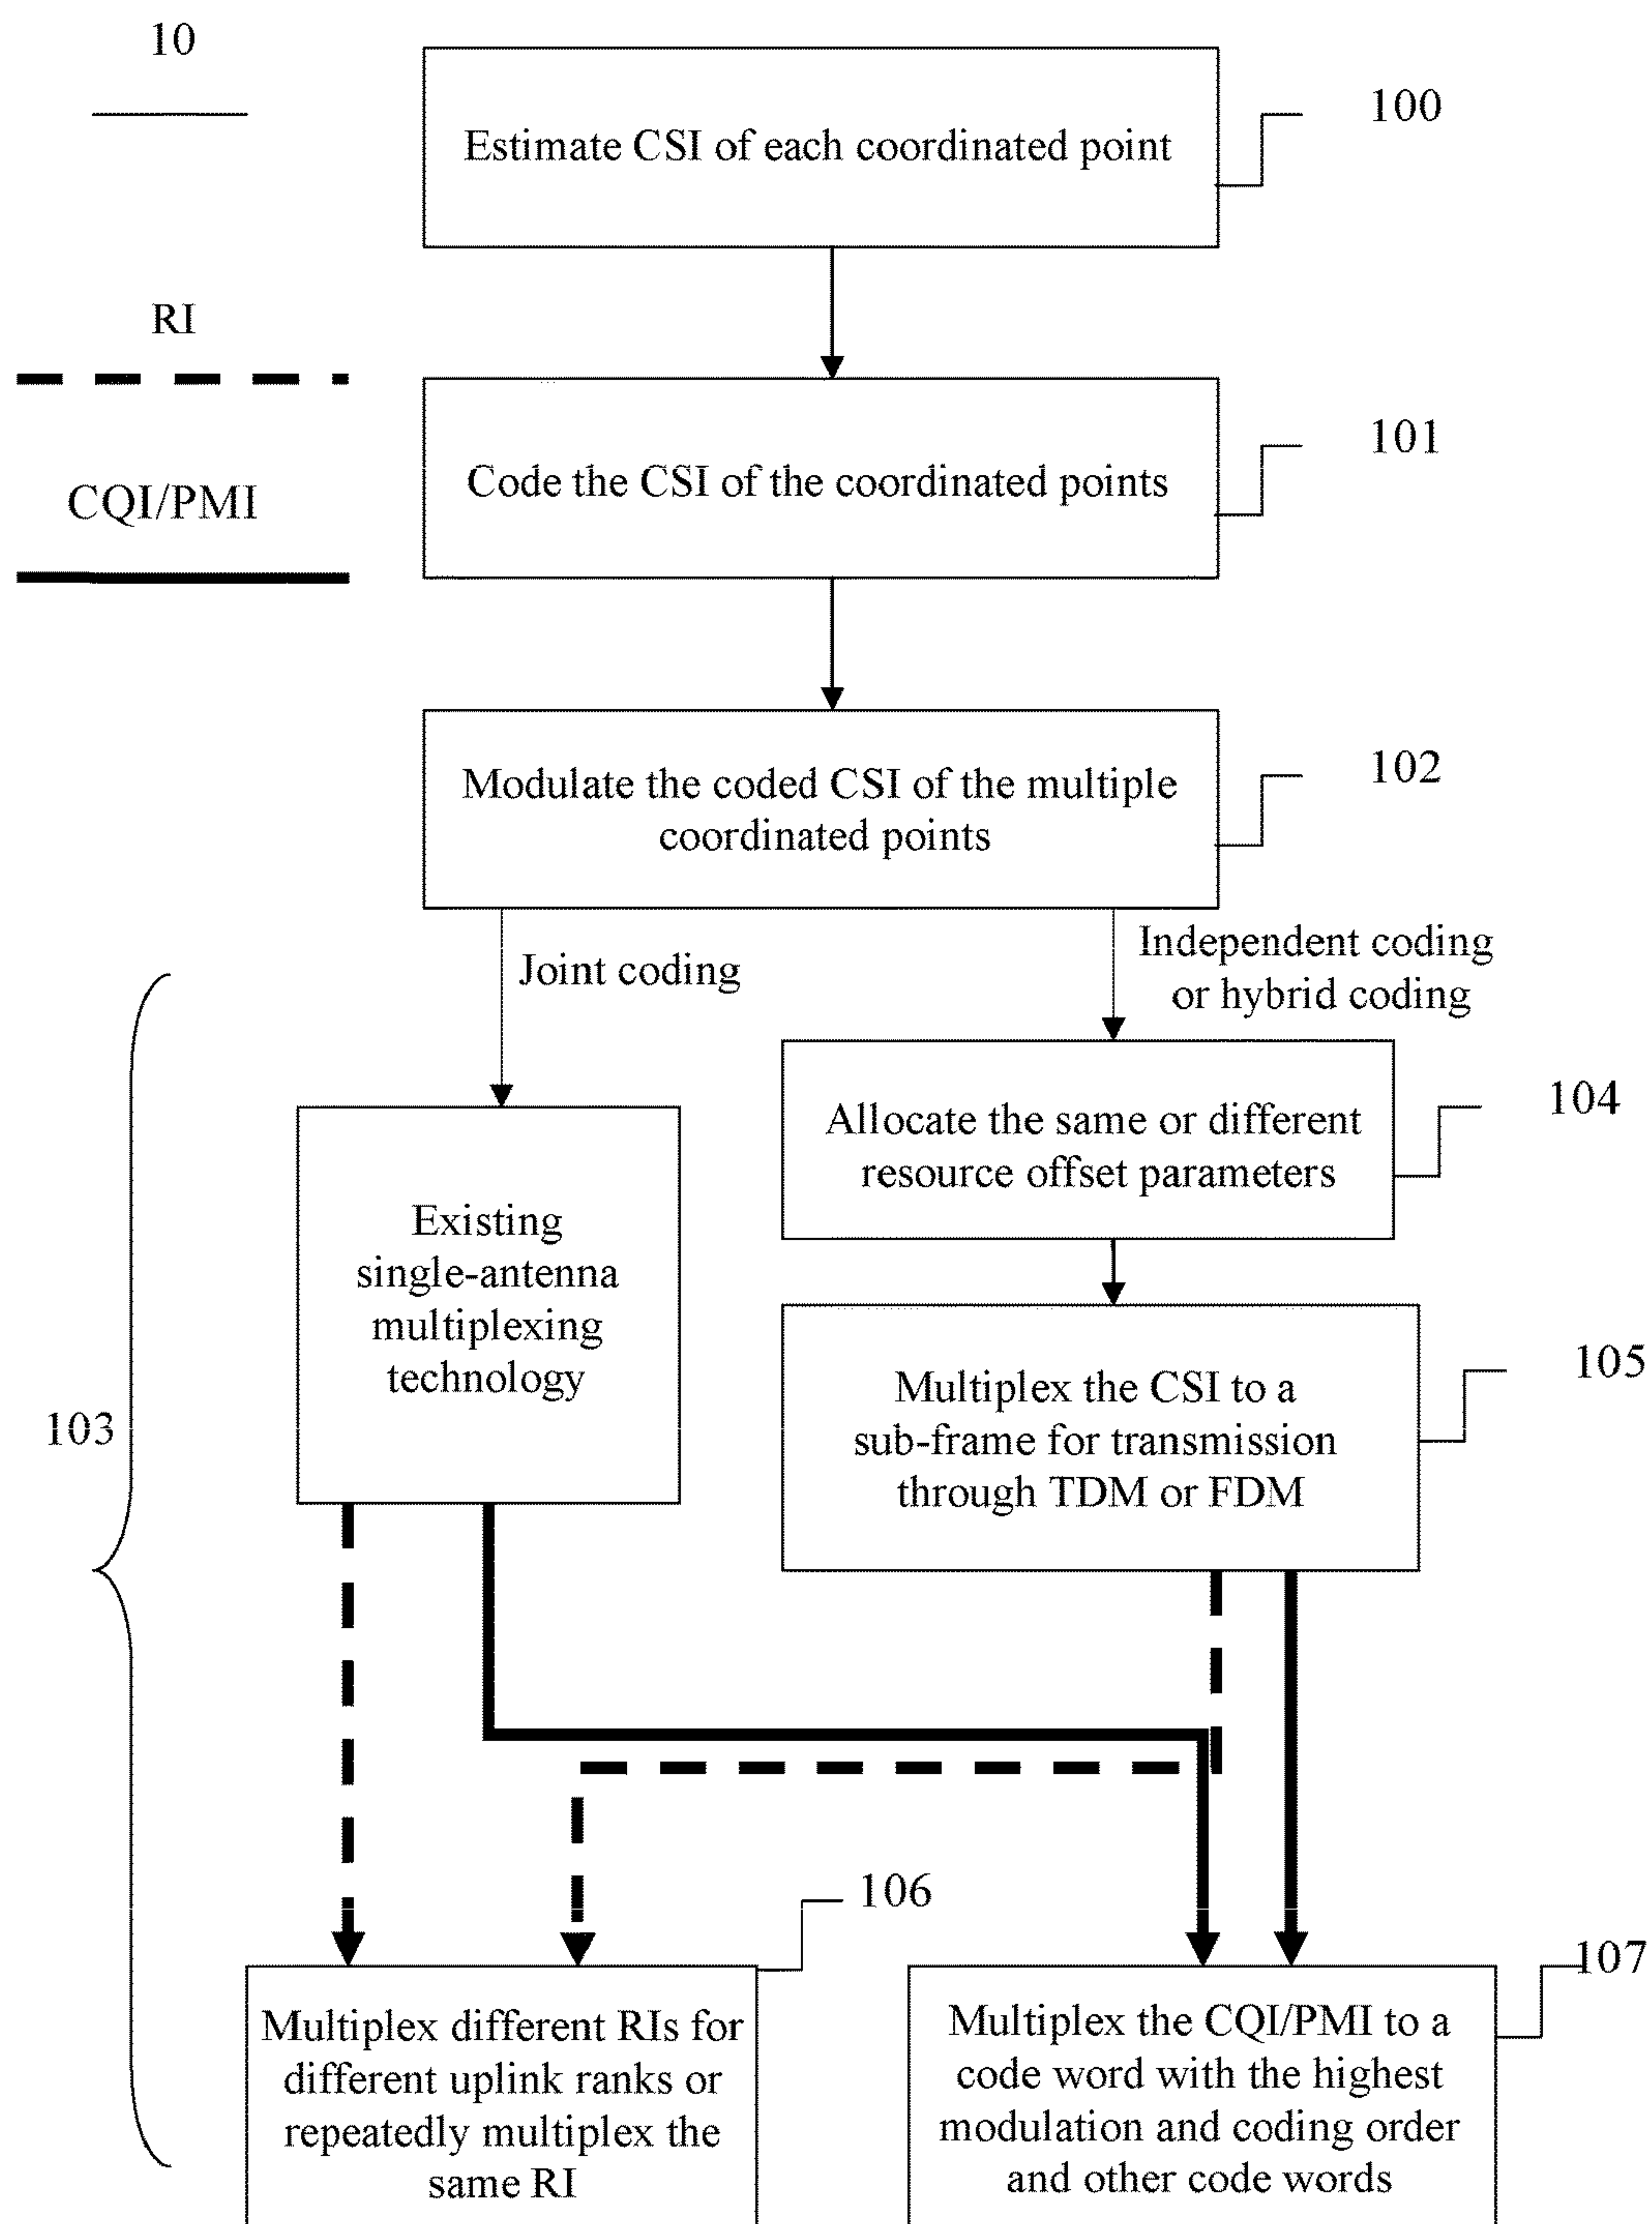 10
Estimate CSI of each coordinated point
100
RI
CQI/PMI
Code the CSI of the coordinated points
101
Modulate the coded CSI of the multiple
coordinated points
102
Joint coding
Independent coding
or hybrid coding
103
Existing
single-antenna
multiplexing
technology
Allocate the same or different
resource offset parameters
104
Multiplex the CSI to a
sub-frame for transmission
through TDM or FDM
105
106
Multiplex different RIs for
different uplink ranks or
repeatedly multiplex the
same RI
107
Multiplex the CQI/PMI to a
code word with the highest
modulation and coding order
and other code words